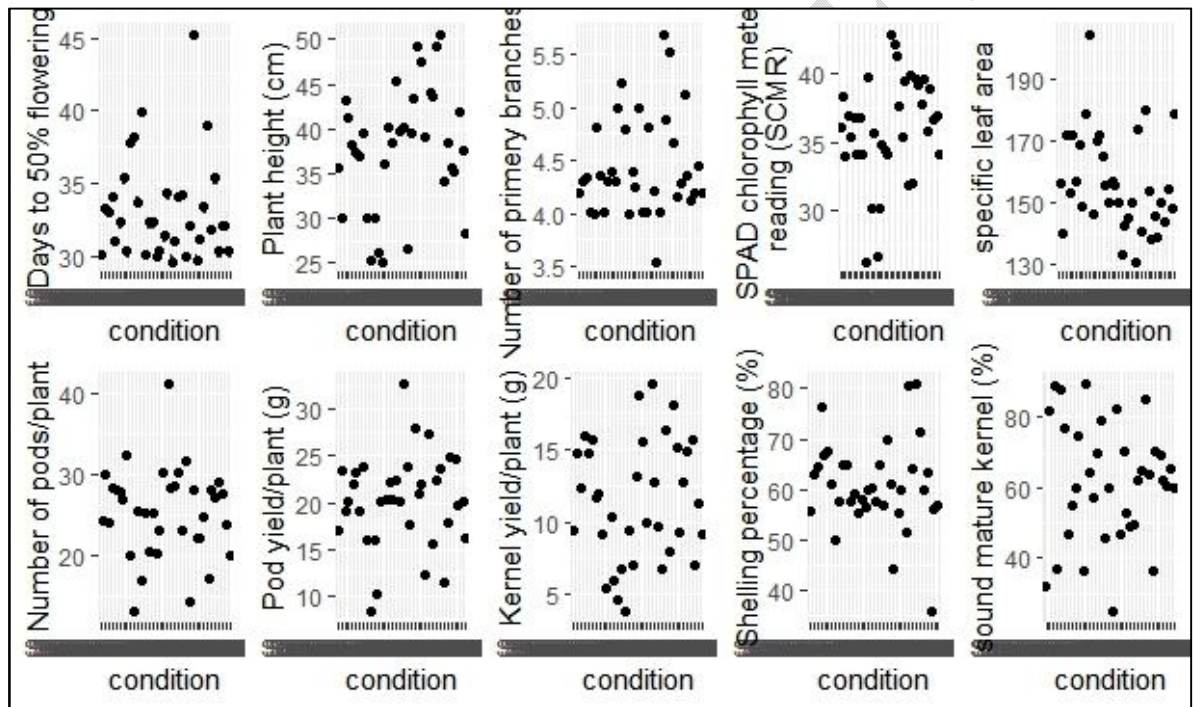 Days to 50% flowering
45
40
35
30
condition
Plant height (cm)
50
45
40
35
30
25
condition
Number of primery branches
5.5
5.0
4.5
4.0
3.5
condition
SPAD chlorophyll mete
reading (SCMR)
40
35
30
condition
specific leaf area
190
170
150
130
condition
Number of pods/plant
40
30
20
condition
Pod yield/plant (g)
30
25
20
15
10
condition
Kernel yield/plant (g)
20
15
10
5
condition
Shelling percentage (%)
80
70
60
50
40
condition
sound mature kernel (%)
80
60
40
condition